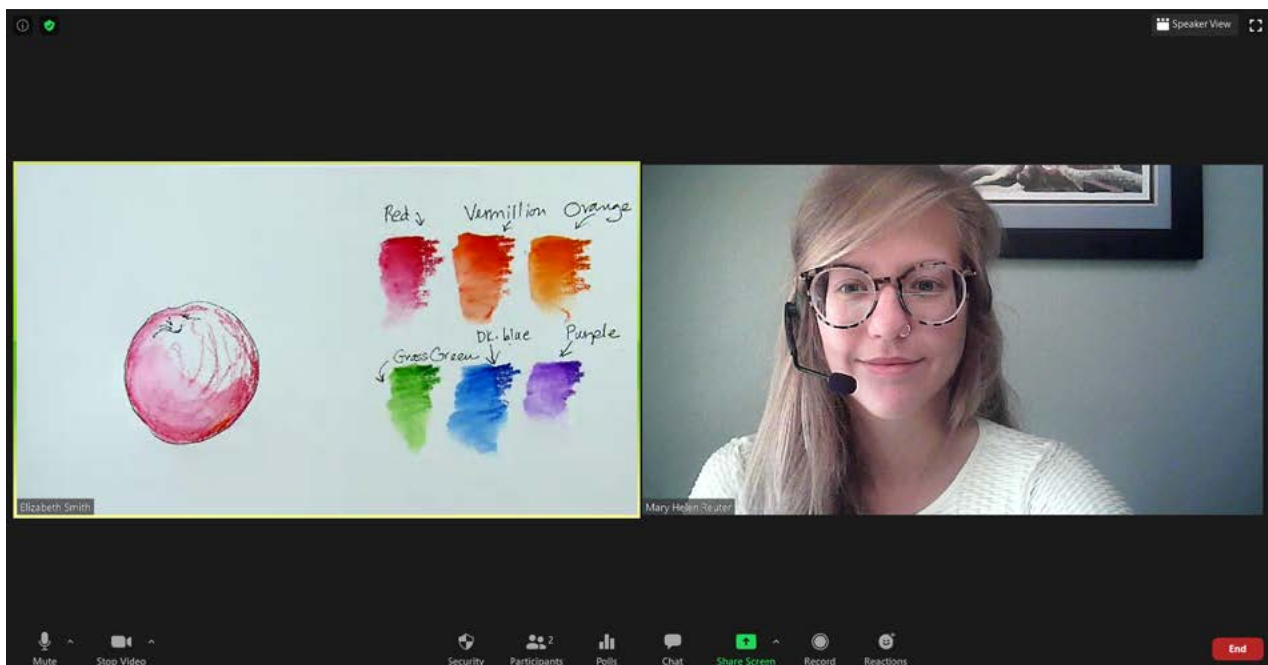 Speaker View
Red
Vermillion
Orange
Grass Green
Dk. blue
Purple
Elizabeth Smith
Mary Helen Reuter
Mute
Stop Video
Security
Participants
2
Polls
Chat
Share Screen
Record
Reactions
End